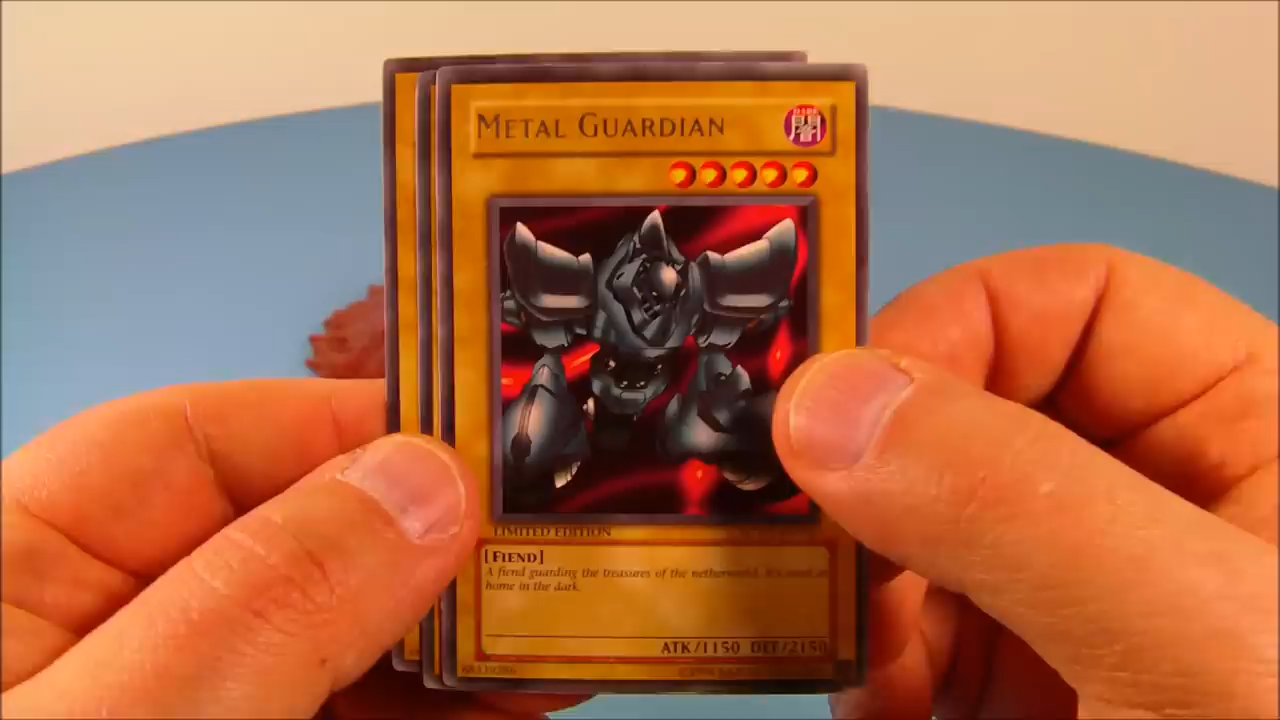 METAL GUARDIAN
DARK
闇
LIMITED EDITION
[FIEND]
A fiend guarding the treasures of the netherworld.
home in the dark.
ATK/1150 DEF/2150